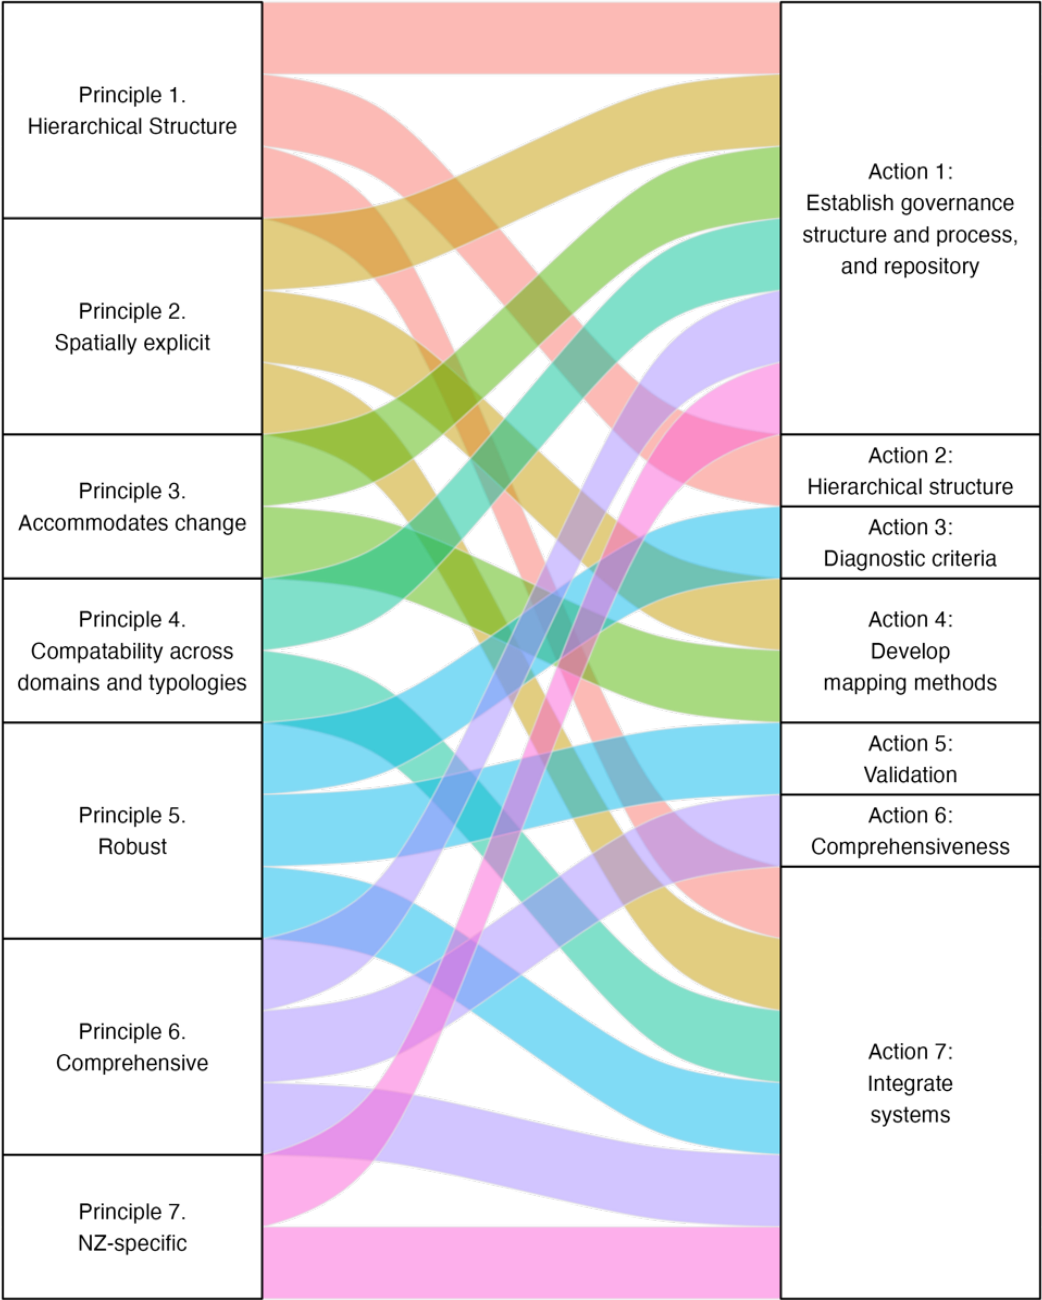 Principle 1.
Hierarchical Structure
Principle 2.
Spatially explicit
Principle 3.
Accommodates change
Principle 4.
Compatability across
domains and typologies
Principle 5.
Robust
Principle 6.
Comprehensive
Principle 7.
NZ-specific
Action 1:
Establish governance
structure and process,
and repository
Action 2:
Hierarchical structure
Action 3:
Diagnostic criteria
Action 4:
Develop
mapping methods
Action 5:
Validation
Action 6:
Comprehensiveness
Action 7:
Integrate
systems